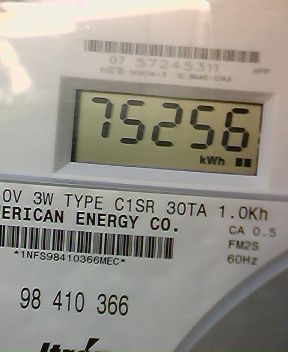 07 57245311
75256
kWh
0V 3W TYPE C1SR 30TA 1.0Kh
ERICAN ENERGY CO.
CA 0.5
FM2S
*1NFS98410366MEC*
60Hz
98 410 366
Itron